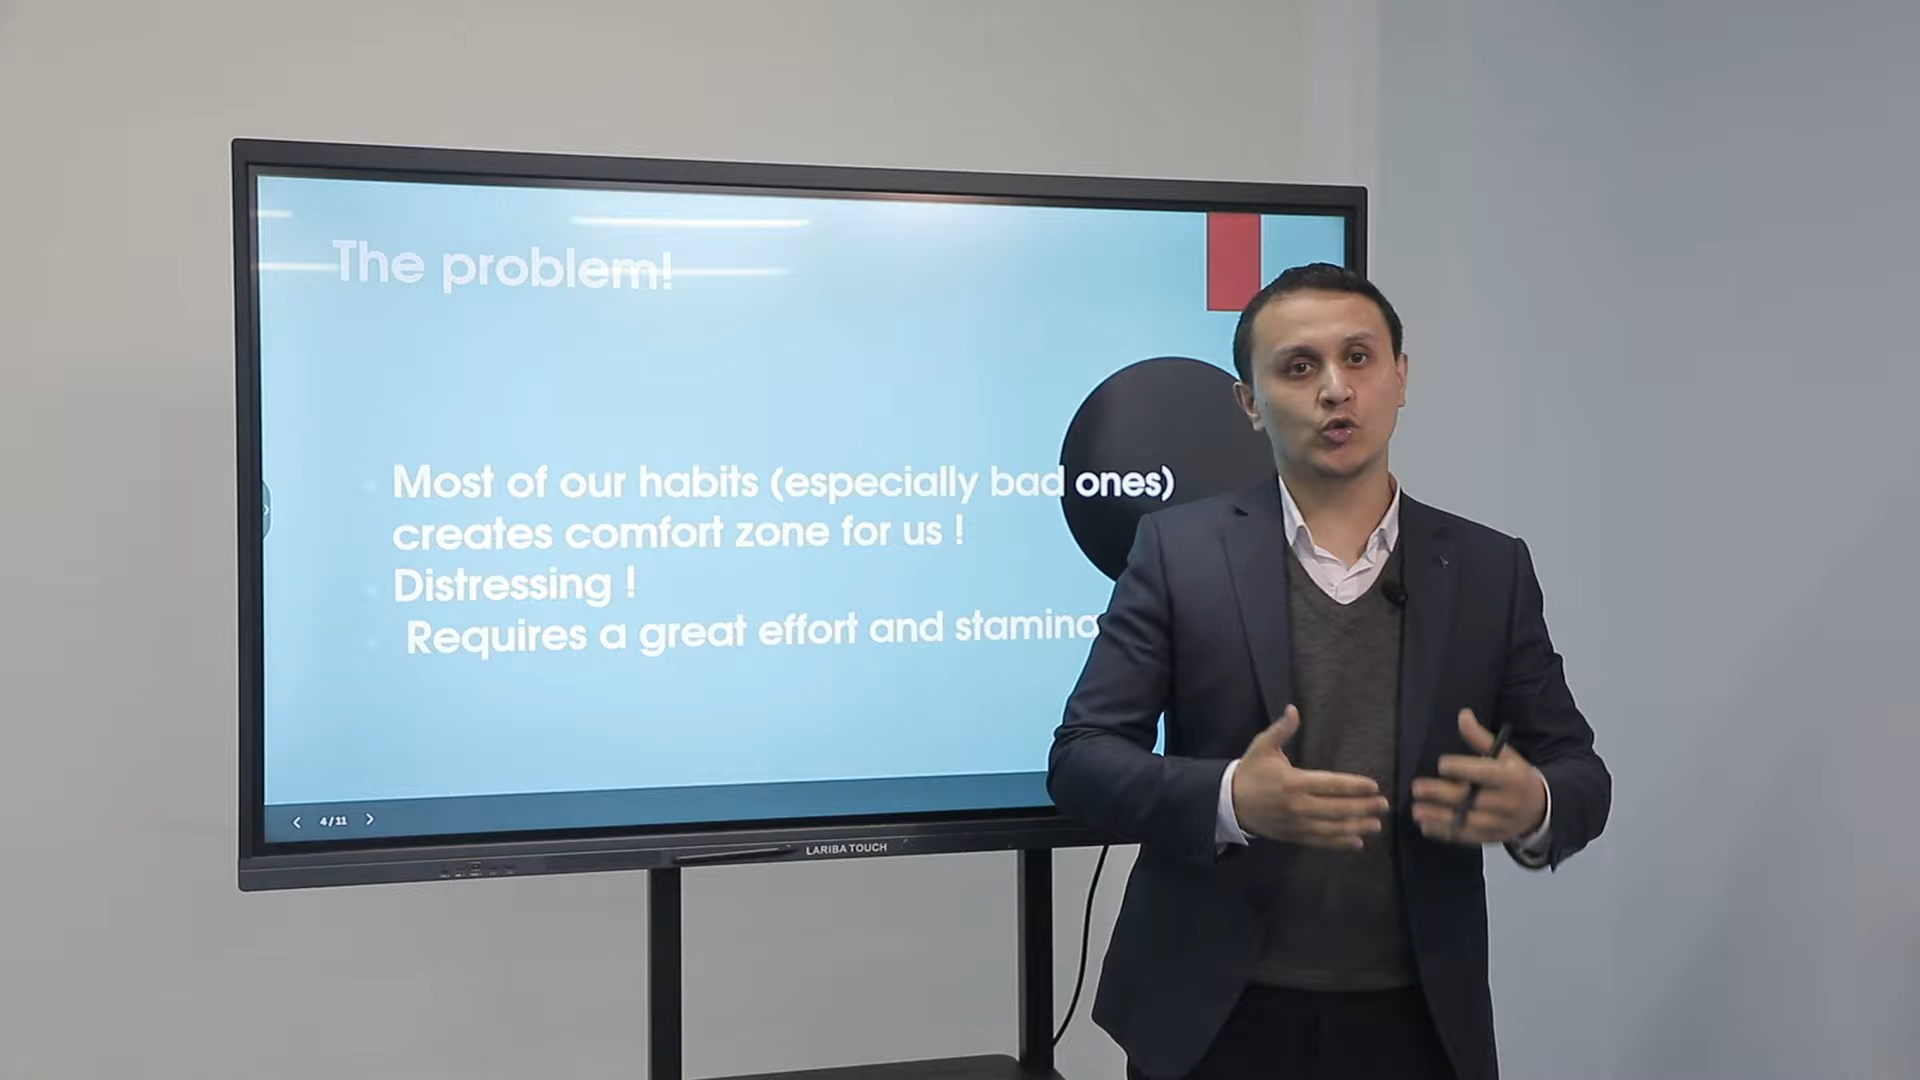 The problem!
Most of our habits (especially bad ones)
creates comfort zone for us !
Distressing !
Requires a great effort and stamina
4 / 11
LARIBA TOUCH